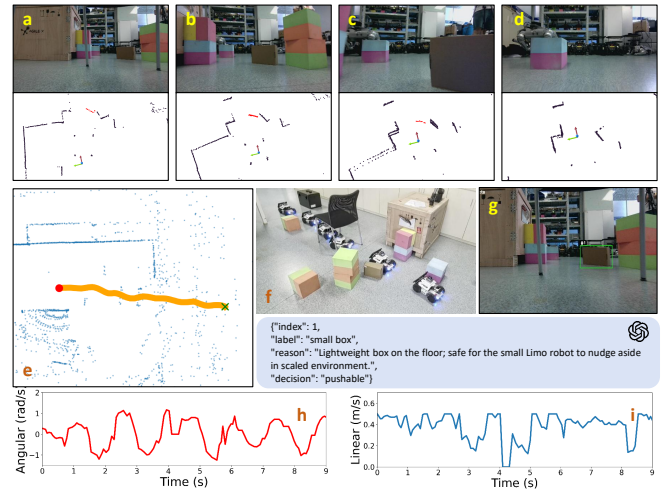 a
b
c
d
e
f
g
{"index": 1,
"label": "small box",
"reason": "Lightweight box on the floor; safe for the small Limo robot to nudge aside
in scaled environment.",
"decision": "pushable"}
h
Angular (rad/s)
2
1
0
−1
0 1 2 3 4 5 6 7 8 9
Time (s)
i
Linear (m/s)
0.6
0.4
0.2
0.0
0 1 2 3 4 5 6 7 8 9
Time (s)